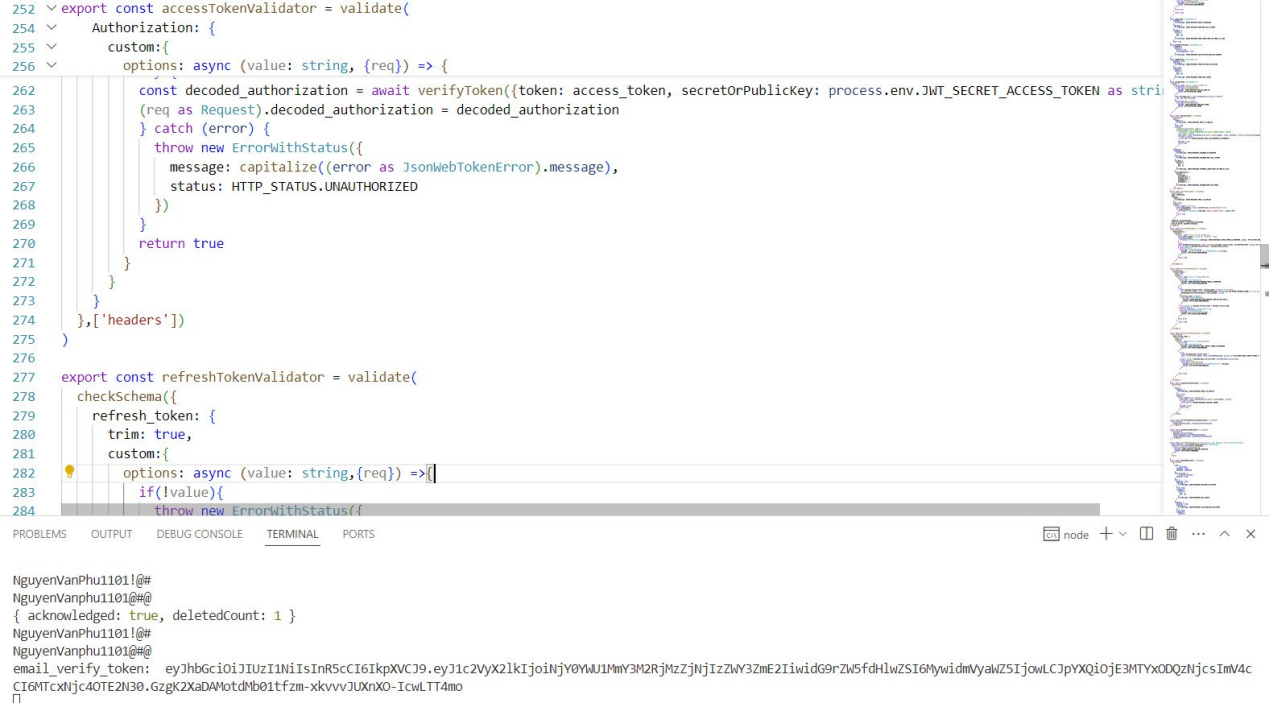 252 export const accessTokenValidator = validate(
254 Authorization: {
255 custom:{
256 options: async (value: string, {req}) => {
262 const decoded_authorization = await verifyToken({token: access_token, secretOrPublicKey: process.env.JWT_SECRET_ACCESS_TOKEN as stri
263 (req as Request).decoded_authorization = decoded_authorization
264 } catch (error) {
265 throw new ErrorWithStatus({
266 message: capitalize((error as JsonWebTokenError).message),
267 status: HTTP_STATUS.UNAUTHORIZED
268 })
269 }
270 return true
271 }
272 }
273 }
274 },['headers'])
275 )
276
277 export const refreshTokenValidator = validate(
278 checkSchema({
279 refresh_token: {
280 trim: true,
281 custom:{
282 options: async (value: string,{req}) =>{
283 if(!value){
284 throw new ErrorWithStatus({
PROBLEMS OUTPUT DEBUG CONSOLE TERMINAL PORTS node
NguyenVanPhu1101!@#
NguyenVanphu1101@#@
{ acknowledged: true, deletedCount: 1 }
NguyenVanPhu1101!@#
NguyenVanphu1101@#@
email_verify_token: eyJhbGciOiJIUzI1NiIsInR5cCI6IkpXVCJ9.eyJ1c2VyX2lkIjoiNjY0YWU1MmY3M2RjMzZjNjIzZWY3ZmE2IiwidG9rZW5fdHlwZSI6MywidmVyaWZ5IjowLCJpYXQiOjE3MTYxODQzNjcsImV4c
CI6MTcxNjc4OTE2N30.GzgK2XaDAMotdMb01tfzm-xkvvvJUXnXO-IcwLTT4mo